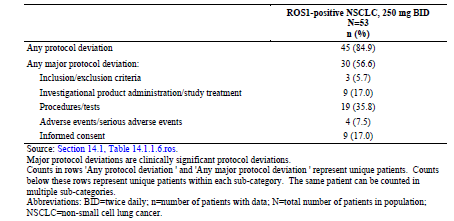 ROS1-positive NSCLC, 250 mg BID
N=53
n (%)
Any protocol deviation 45 (84.9)
Any major protocol deviation: 30 (56.6)
Inclusion/exclusion criteria 3 (5.7)
Investigational product administration/study treatment 9 (17.0)
Procedures/tests 19 (35.8)
Adverse events/serious adverse events 4 (7.5)
Informed consent 9 (17.0)
Source: Section 14.1, Table 14.1.1.6.ros.
Major protocol deviations are clinically significant protocol deviations.
Counts in rows 'Any protocol deviation ' and 'Any major protocol deviation ' represent unique patients. Counts
below these rows represent unique patients within each sub-category. The same patient can be counted in
multiple sub-categories.
Abbreviations: BID=twice daily; n=number of patients with data; N=total number of patients in population;
NSCLC=non-small cell lung cancer.